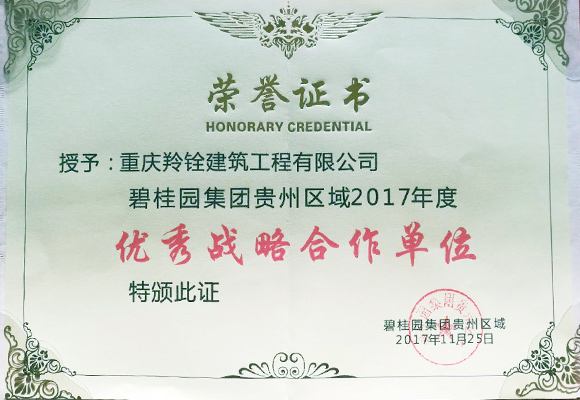 荣誉证书
HONORARY CREDENTIAL
授予：重庆羚铨建筑工程有限公司
碧桂园集团贵州区域2017年度
优秀战略合作单位
特颁此证
碧桂园集团贵州区域
2017年11月25日